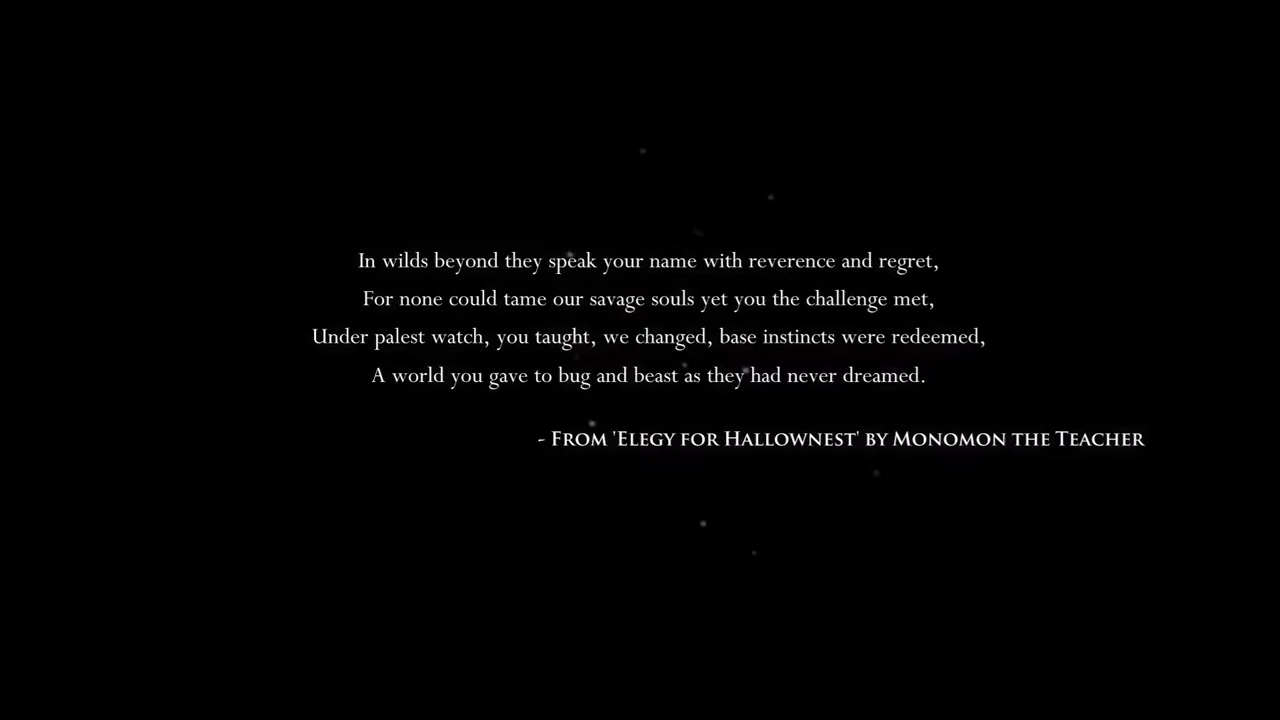 In wilds beyond they speak your name with reverence and regret,
For none could tame our savage souls yet you the challenge met,
Under palest watch, you taught, we changed, base instincts were redeemed,
A world you gave to bug and beast as they had never dreamed.
- From 'Elegy for Hallownest' by Monomon the Teacher